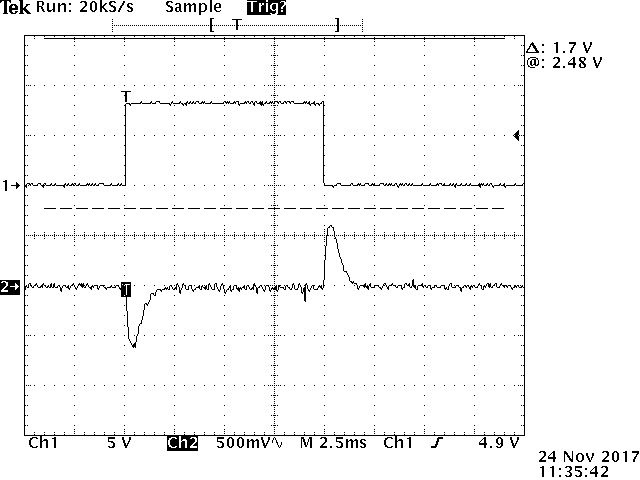 Tek Run: 20kS/s Sample Trig?
[ T ]
Δ: 1.7 V
@: 2.48 V
T
1→
2→ T
Ch1 5 V Ch2 500mV∿ M 2.5ms Ch1 ʃ 4.9 V
24 Nov 2017
11:35:42